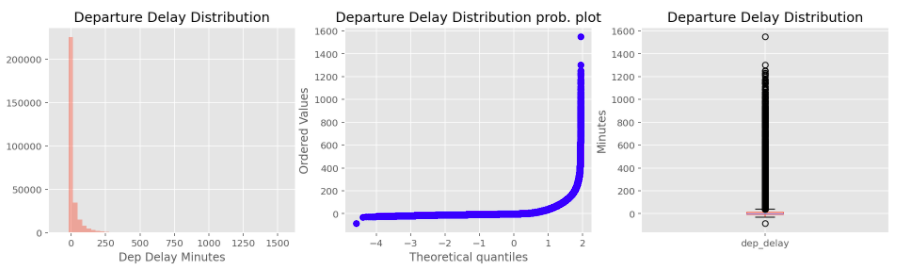 Departure Delay Distribution
200000
150000
100000
50000
0
0 250 500 750 1000 1250 1500
Dep Delay Minutes
Departure Delay Distribution prob. plot
Ordered Values
1600
1400
1200
1000
800
600
400
200
0
−4 −3 −2 −1 0 1 2
Theoretical quantiles
Departure Delay Distribution
Minutes
1600
1400
1200
1000
800
600
400
200
0
dep_delay